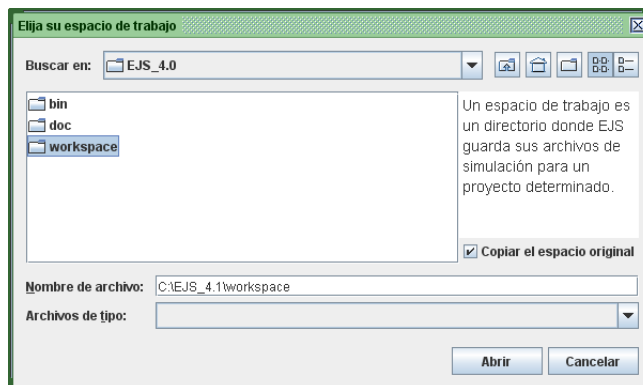 Elija su espacio de trabajo
Buscar en: EJS_4.0
bin
doc
workspace
Un espacio de trabajo es
un directorio donde EJS
guarda sus archivos de
simulación para un
proyecto determinado.
Copiar el espacio original
Nombre de archivo: C:\EJS_4.1\workspace
Archivos de tipo:
Abrir Cancelar